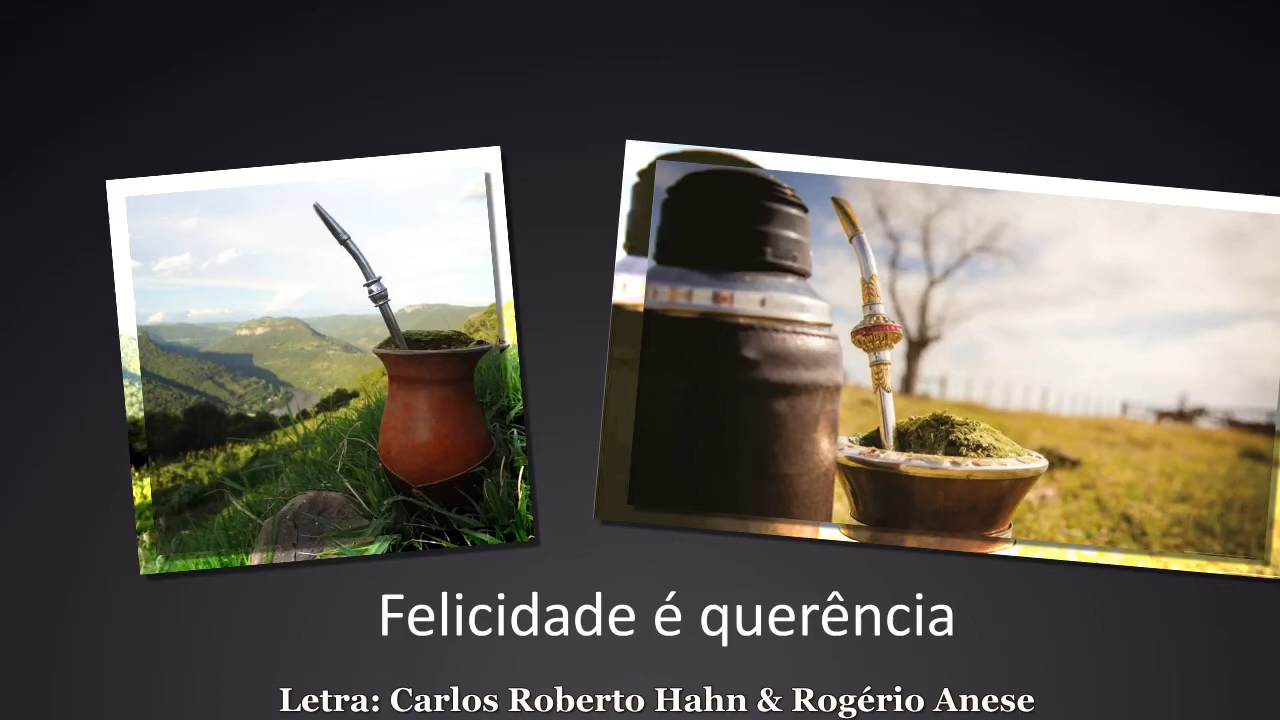 Felicidade é querência
Letra: Carlos Roberto Hahn & Rogério Anese